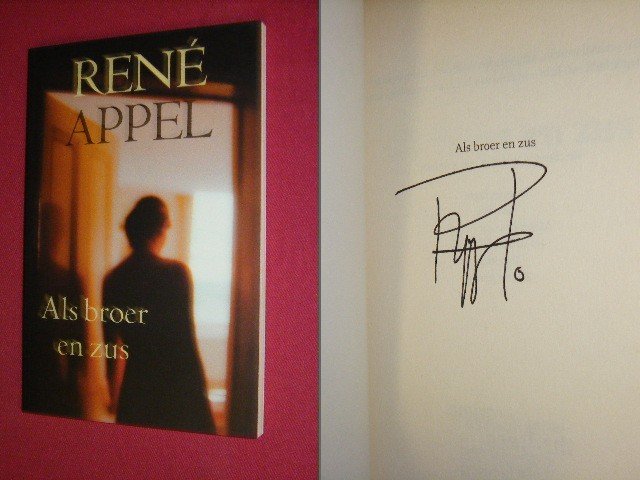 RENÉ
APPEL
Als broer
en zus
Als broer en zus